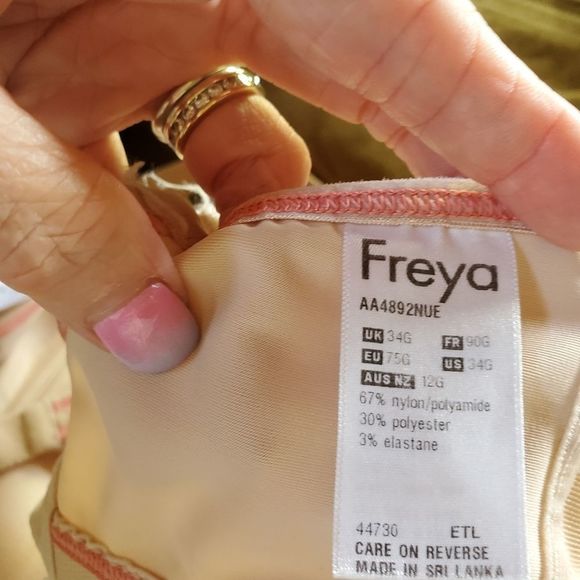 Freya
AA4892NUE
UK 34G FR 90G
EU 75G US 34G
AUS NZ 12G
67% nylon/polyamide
30% polyester
3% elastane
44730 ETL
CARE ON REVERSE
MADE IN SRI LANKA